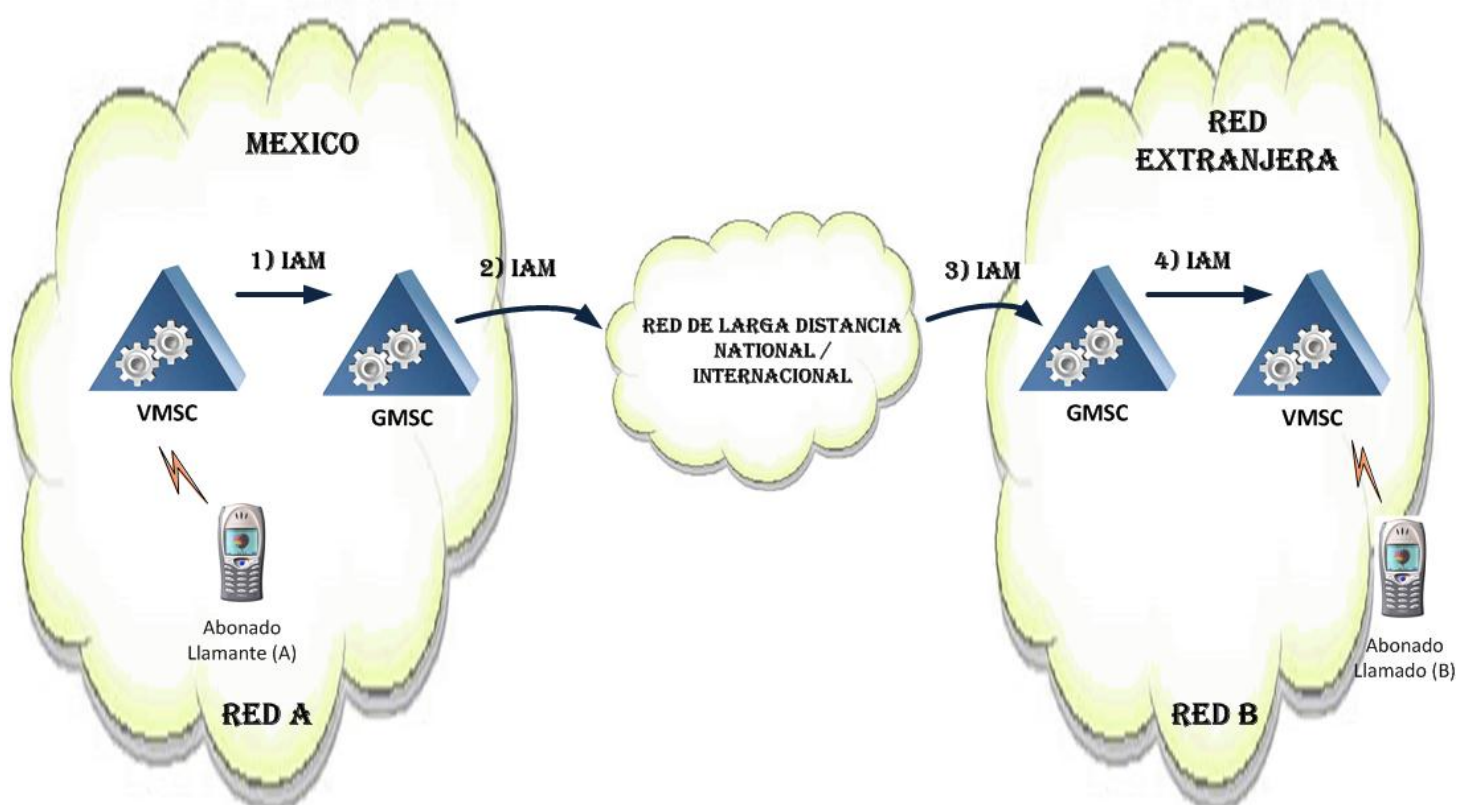 MEXICO
RED
EXTRANJERA
1) IAM
2) IAM
3) IAM
4) IAM
RED DE LARGA DISTANCIA
NATIONAL /
INTERNACIONAL
VMSC
GMSC
GMSC
VMSC
Abonado
Llamante (A)
Abonado
Llamado (B)
RED A
RED B